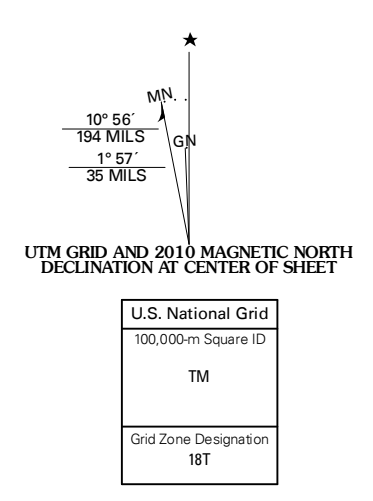 MN
10° 56´
194 MILS
GN
1° 57´
35 MILS
UTM GRID AND 2010 MAGNETIC NORTH
DECLINATION AT CENTER OF SHEET
U.S. National Grid
100,000-m Square ID
TM
Grid Zone Designation
18T